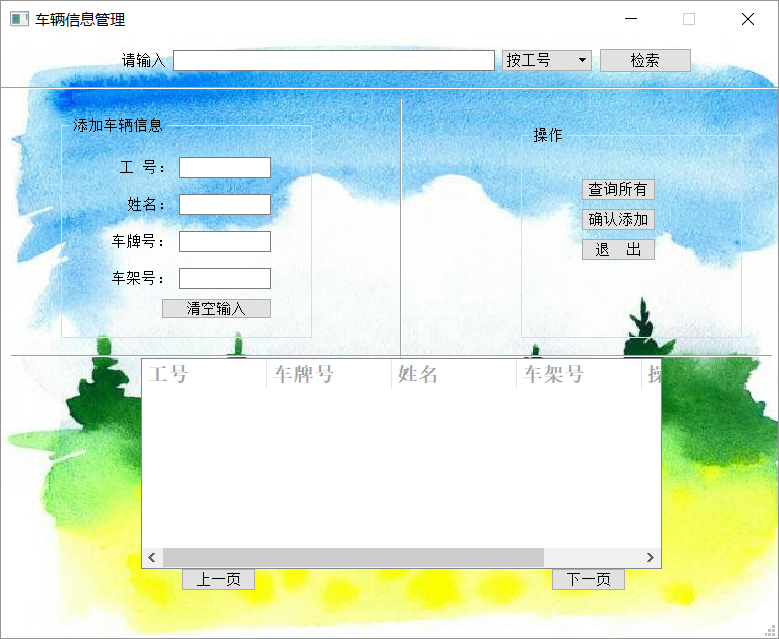 车辆信息管理
请输入 按工号 检索
添加车辆信息
操作
工 号：
姓名：
车牌号：
车架号：
清空输入
查询所有
确认添加
退 出
工号 车牌号 姓名 车架号
上一页 下一页